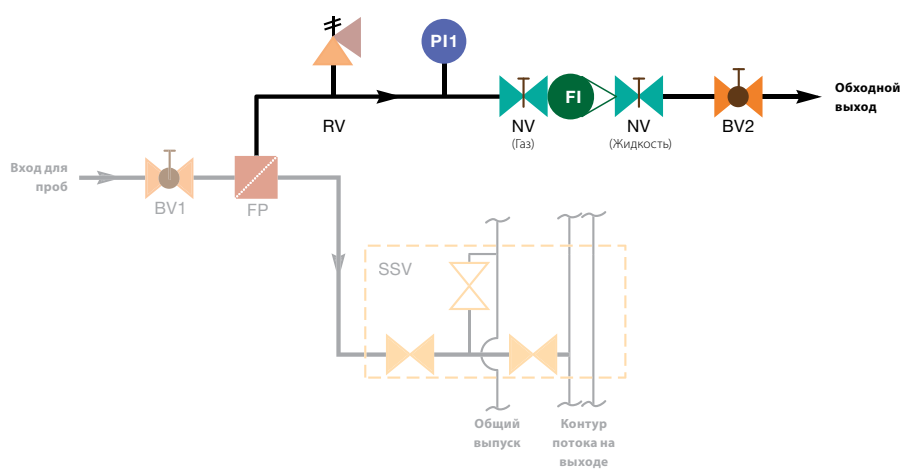 PI1
FI
Обходной
выход
RV
NV
(Газ)
NV
(Жидкость)
BV2
Вход для
проб
BV1
FP
SSV
Общий
выпуск
Контур
потока на
выходе